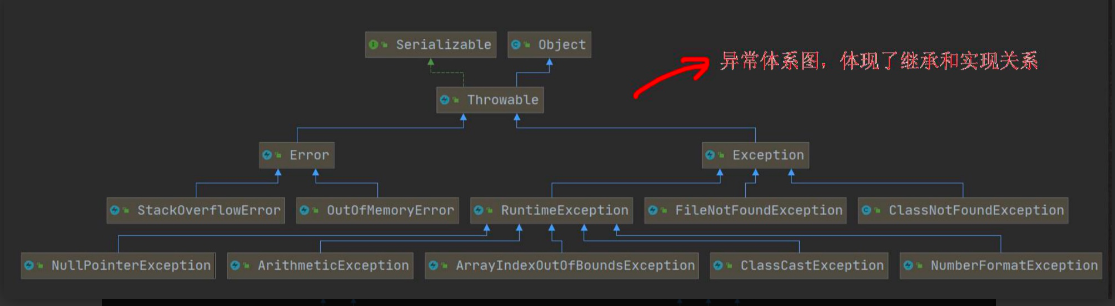 Serializable
Object
异常体系图，体现了继承和实现关系
Throwable
Error
Exception
StackOverflowError
OutOfMemoryError
RuntimeException
FileNotFoundException
ClassNotFoundException
NullPointerException
ArithmeticException
ArrayIndexOutOfBoundsException
ClassCastException
NumberFormatException